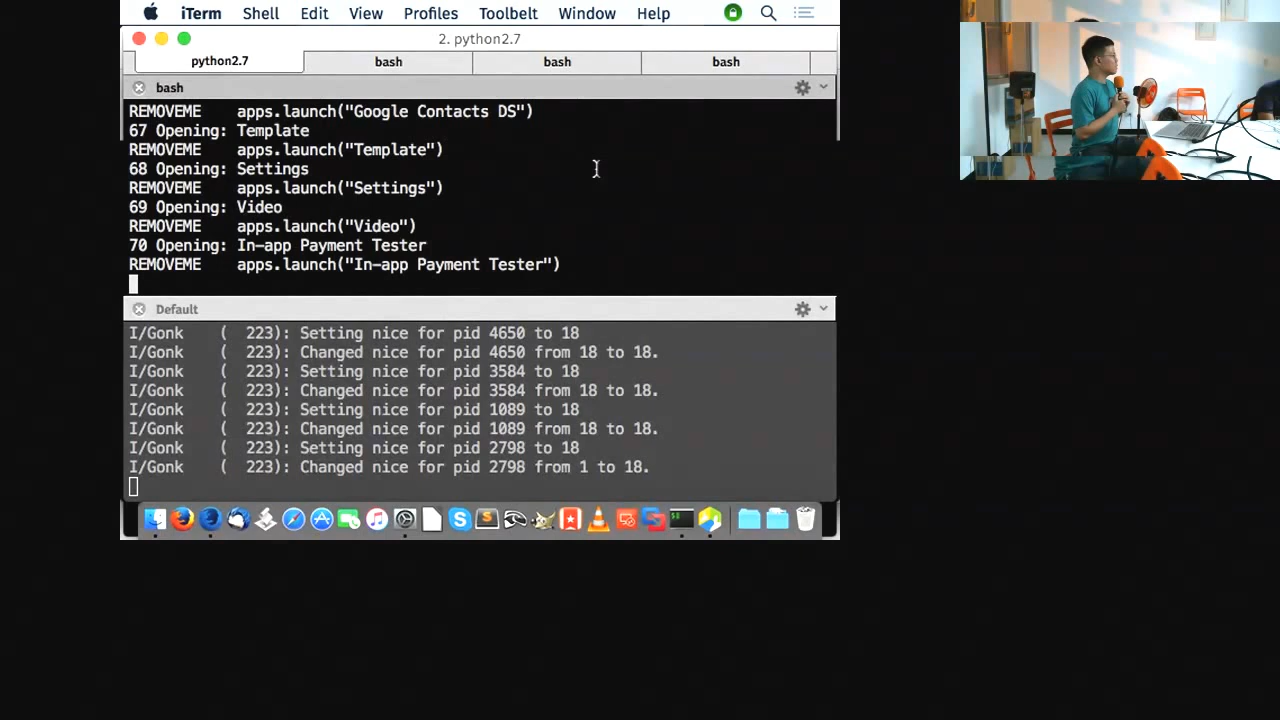 iTerm Shell Edit View Profiles Toolbelt Window Help
2. python2.7
python2.7 bash bash bash
bash
REMOVEME    apps.launch("Google Contacts DS")
67 Opening: Template
REMOVEME    apps.launch("Template")
68 Opening: Settings
REMOVEME    apps.launch("Settings")
69 Opening: Video
REMOVEME    apps.launch("Video")
70 Opening: In-app Payment Tester
REMOVEME    apps.launch("In-app Payment Tester")
Default
I/Gonk    (  223): Setting nice for pid 4650 to 18
I/Gonk    (  223): Changed nice for pid 4650 from 18 to 18.
I/Gonk    (  223): Setting nice for pid 3584 to 18
I/Gonk    (  223): Changed nice for pid 3584 from 18 to 18.
I/Gonk    (  223): Setting nice for pid 1089 to 18
I/Gonk    (  223): Changed nice for pid 1089 from 18 to 18.
I/Gonk    (  223): Setting nice for pid 2798 to 18
I/Gonk    (  223): Changed nice for pid 2798 from 1 to 18.